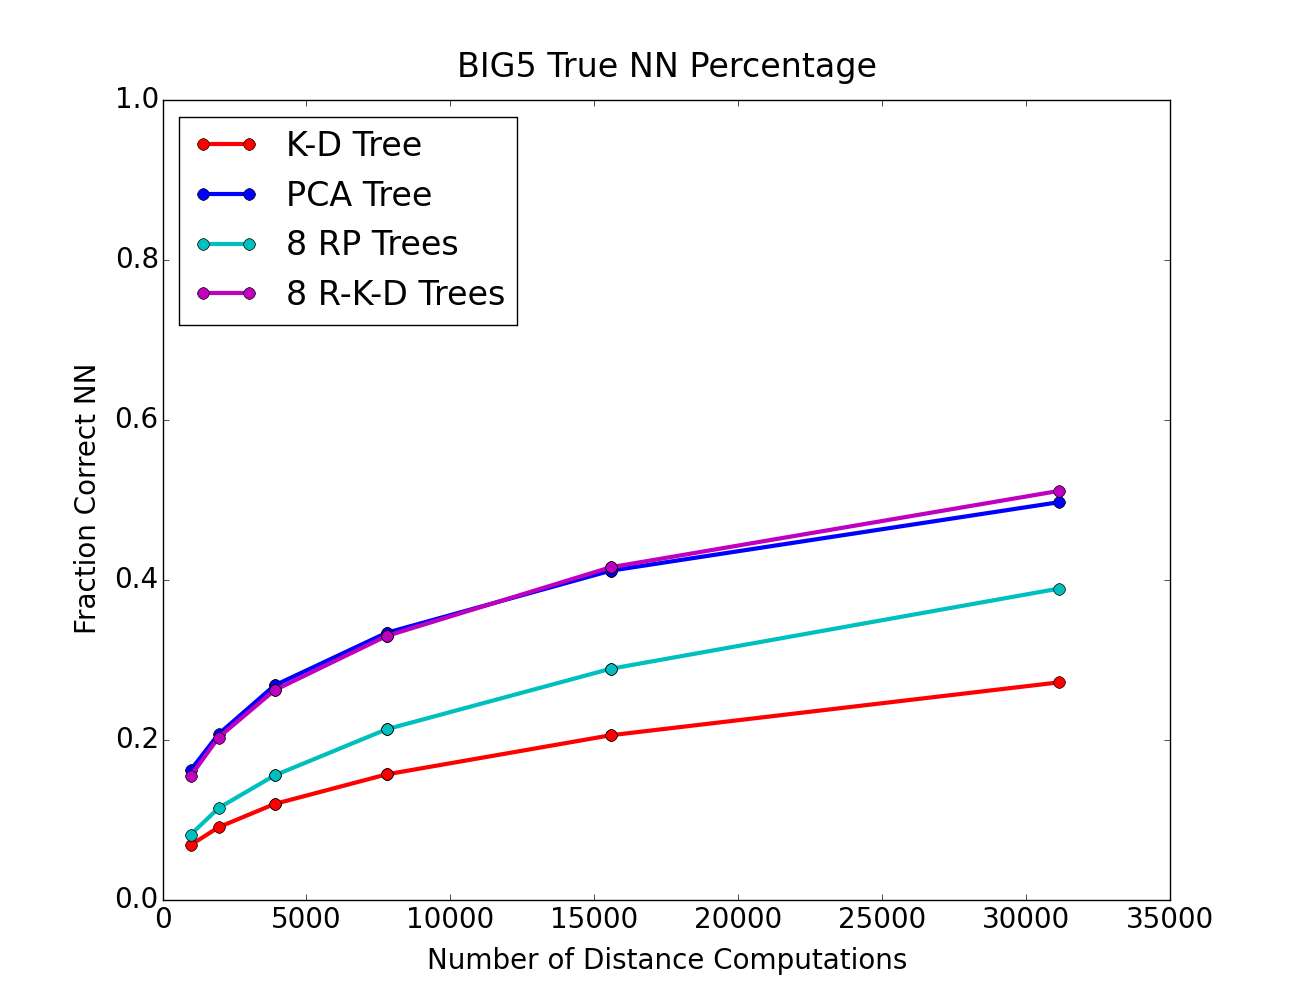 BIG5 True NN Percentage
1.0
0.8
0.6
0.4
0.2
0.0
Fraction Correct NN
K-D Tree
PCA Tree
8 RP Trees
8 R-K-D Trees
0 5000 10000 15000 20000 25000 30000 35000
Number of Distance Computations